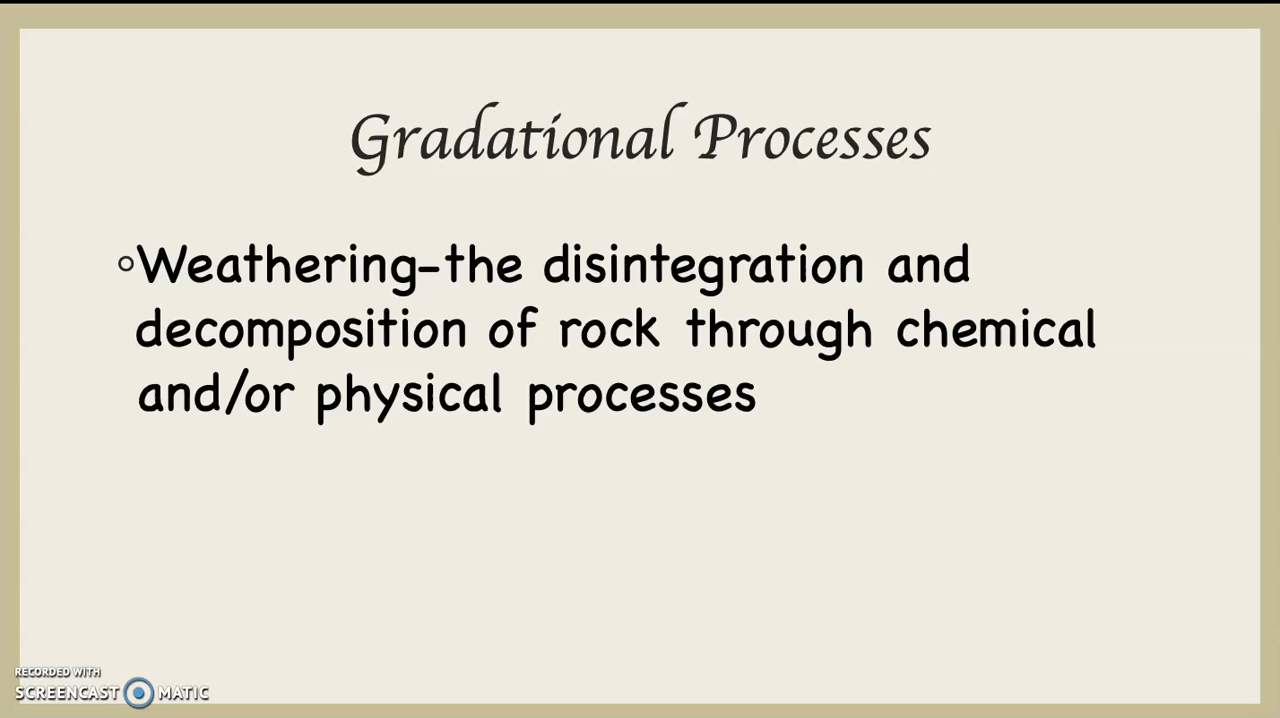 Gradational Processes
Weathering-the disintegration and
decomposition of rock through chemical
and/or physical processes
RECORDED WITH
SCREENCAST MATIC